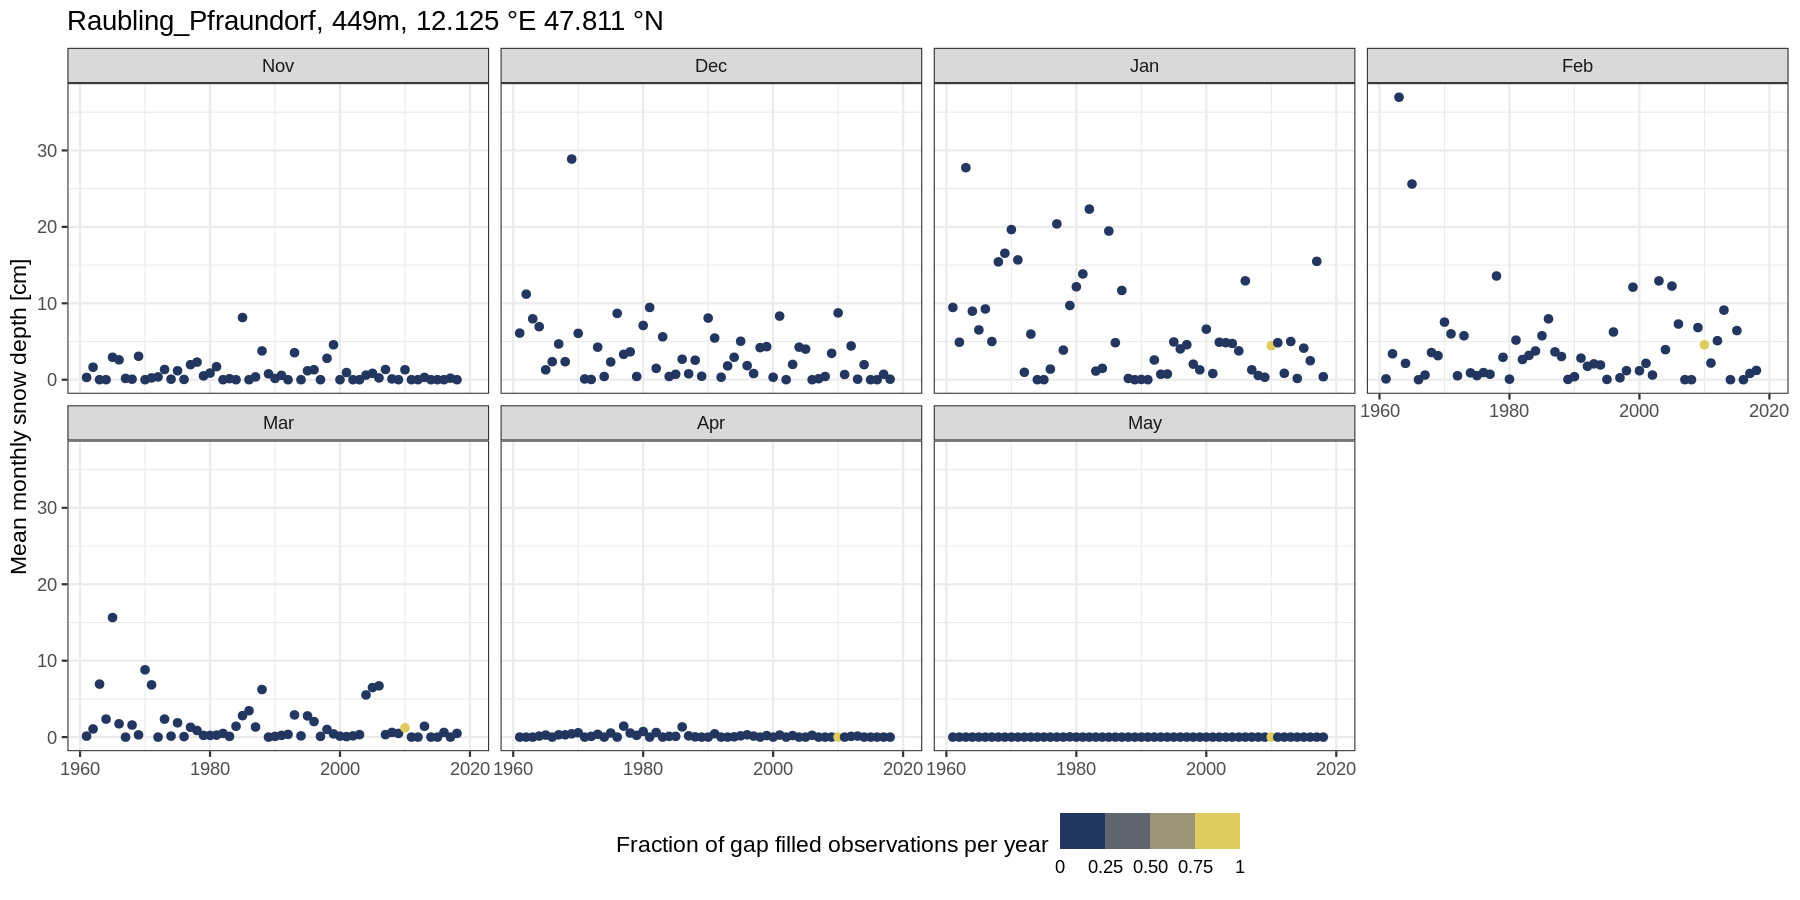 Raubling_Pfraundorf, 449m, 12.125 °E 47.811 °N
Nov Dec Jan Feb
30
20
10
0
1960 1980 2000 2020
Mar Apr May
30
20
10
0
1960 1980 2000 2020 1960 1980 2000 2020 1960 1980 2000 2020
Mean monthly snow depth [cm]
Fraction of gap filled observations per year
0 0.25 0.50 0.75 1